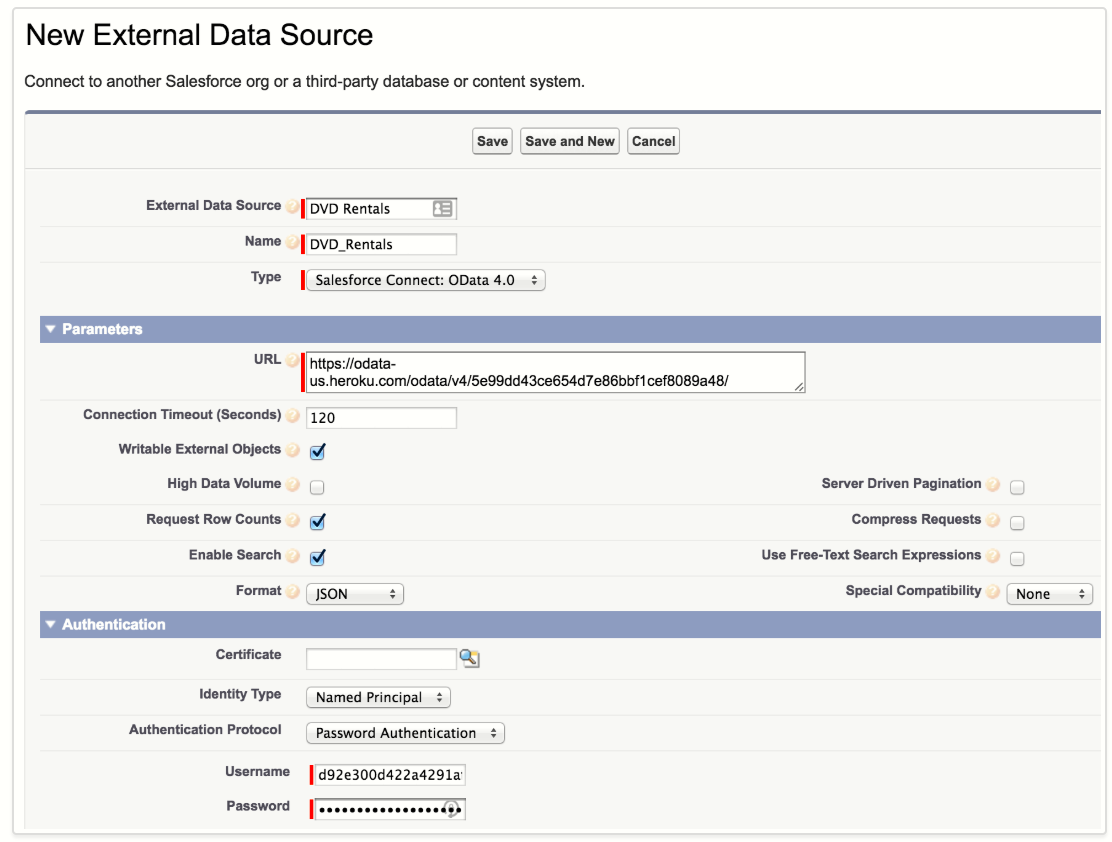 New External Data Source
Connect to another Salesforce org or a third-party database or content system.
Save Save and New Cancel
External Data Source ? DVD Rentals
Name ? DVD_Rentals
Type Salesforce Connect: OData 4.0
Parameters
URL ? https://odata-
us.heroku.com/odata/v4/5e99dd43ce654d7e86bbf1cef8089a48/
Connection Timeout (Seconds) ? 120
Writable External Objects ?
High Data Volume ? Server Driven Pagination ?
Request Row Counts ? Compress Requests ?
Enable Search ? Use Free-Text Search Expressions ?
Format ? JSON Special Compatibility ? None
Authentication
Certificate
Identity Type Named Principal
Authentication Protocol Password Authentication
Username d92e300d422a4291a
Password